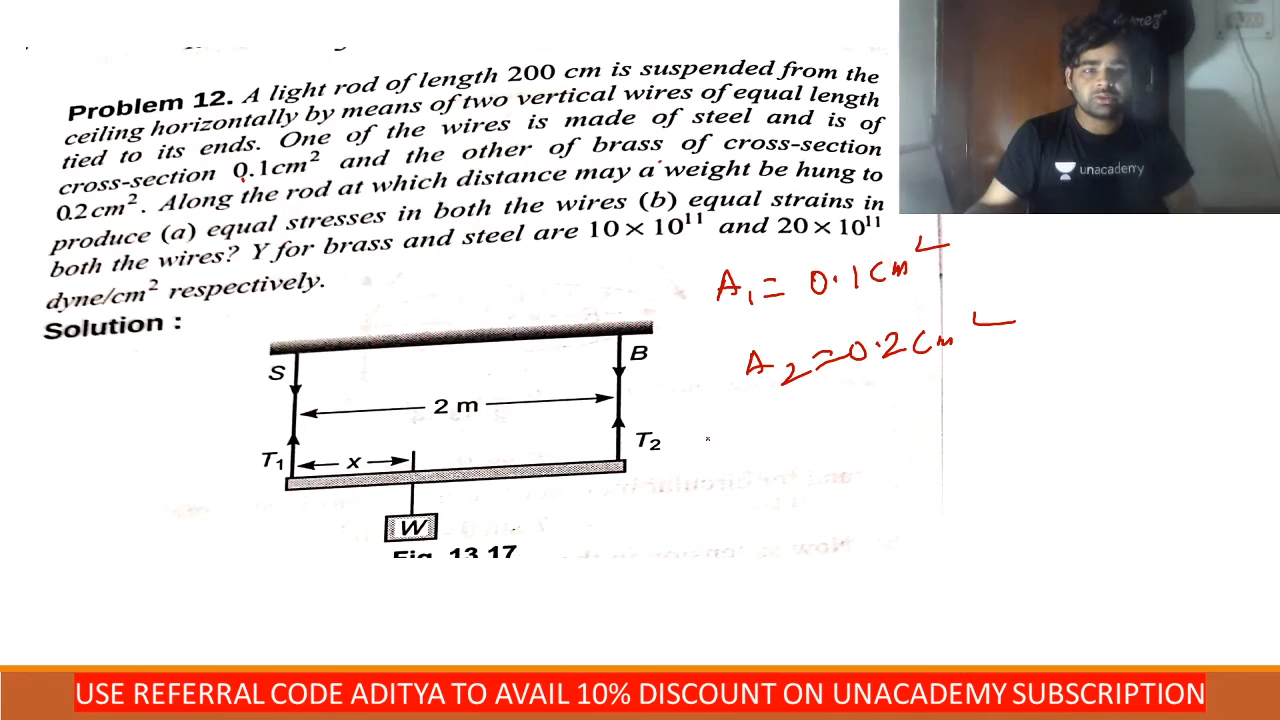 Problem 12. A light rod of length 200 cm is suspended from the
ceiling horizontally by means of two vertical wires of equal length
tied to its ends. One of the wires is made of steel and is of
cross-section 0.1cm² and the other of brass of cross-section
0.2cm². Along the rod at which distance may a weight be hung to
produce (a) equal stresses in both the wires (b) equal strains in
both the wires? Y for brass and steel are 10×10¹¹ and 20×10¹¹
dyne/cm² respectively.
Solution :
unacademy
A₁ = 0.1 cm²
A₂ = 0.2 cm²
S
B
2 m
T₁
x
T₂
W
Fig. 13.17
USE REFERRAL CODE ADITYA TO AVAIL 10% DISCOUNT ON UNACADEMY SUBSCRIPTION